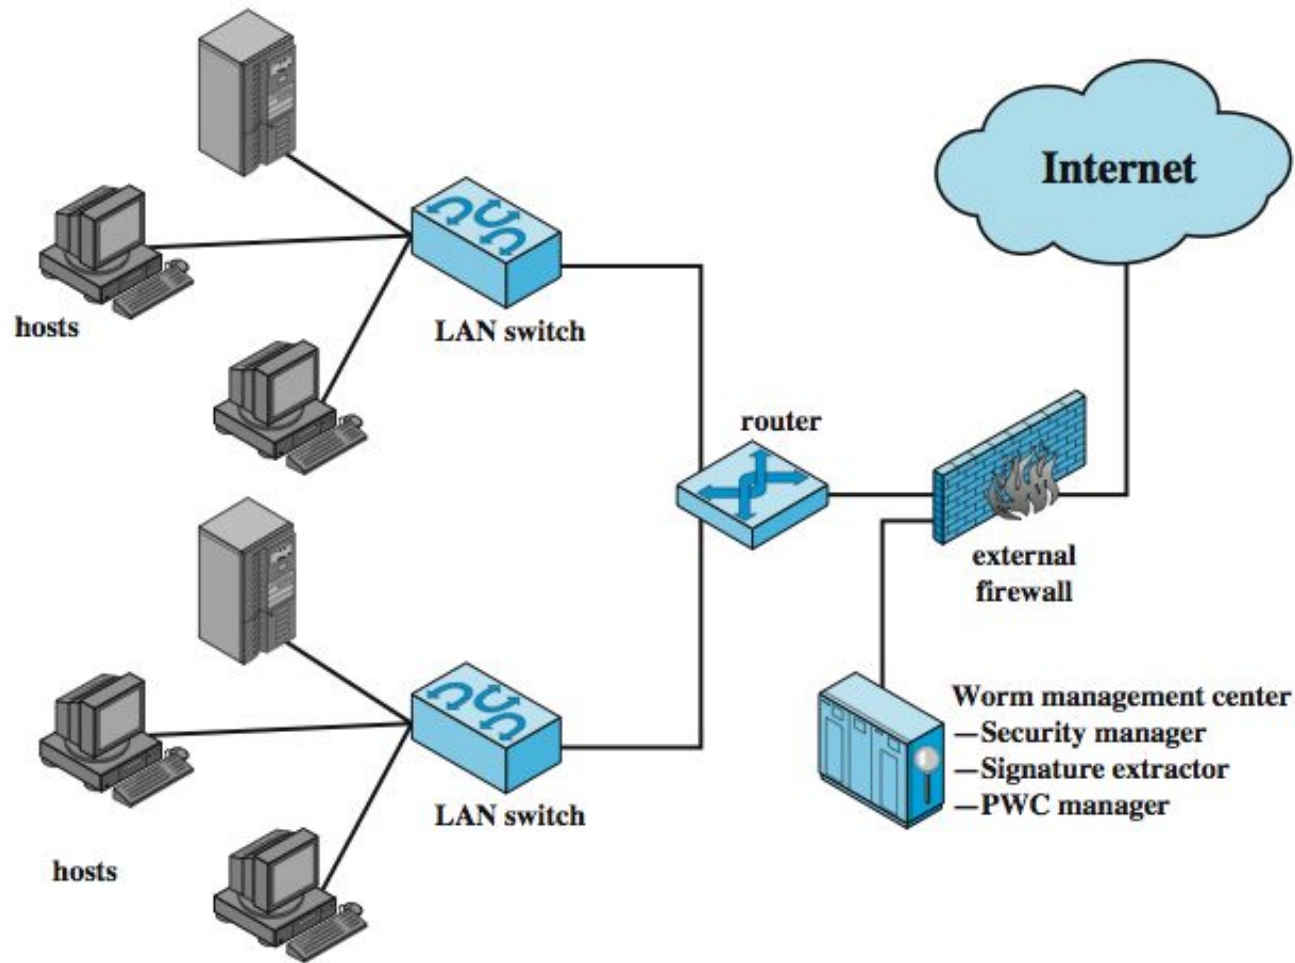 Internet
hosts
LAN switch
router
external
firewall
Worm management center
—Security manager
—Signature extractor
—PWC manager
LAN switch
hosts